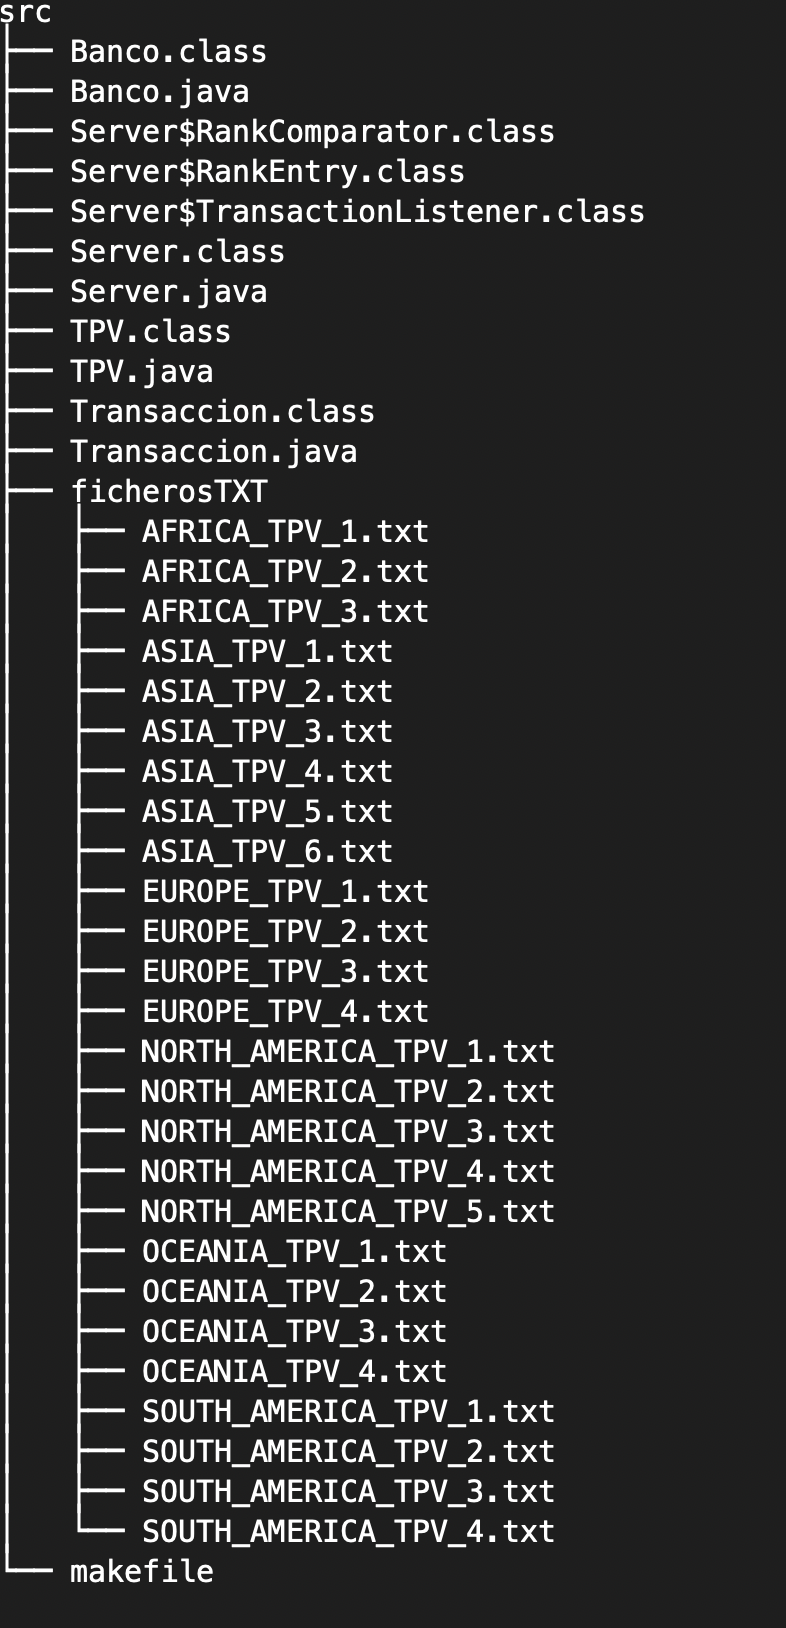 src
├── Banco.class
├── Banco.java
├── Server$RankComparator.class
├── Server$RankEntry.class
├── Server$TransactionListener.class
├── Server.class
├── Server.java
├── TPV.class
├── TPV.java
├── Transaccion.class
├── Transaccion.java
├── ficherosTXT
│   ├── AFRICA_TPV_1.txt
│   ├── AFRICA_TPV_2.txt
│   ├── AFRICA_TPV_3.txt
│   ├── ASIA_TPV_1.txt
│   ├── ASIA_TPV_2.txt
│   ├── ASIA_TPV_3.txt
│   ├── ASIA_TPV_4.txt
│   ├── ASIA_TPV_5.txt
│   ├── ASIA_TPV_6.txt
│   ├── EUROPE_TPV_1.txt
│   ├── EUROPE_TPV_2.txt
│   ├── EUROPE_TPV_3.txt
│   ├── EUROPE_TPV_4.txt
│   ├── NORTH_AMERICA_TPV_1.txt
│   ├── NORTH_AMERICA_TPV_2.txt
│   ├── NORTH_AMERICA_TPV_3.txt
│   ├── NORTH_AMERICA_TPV_4.txt
│   ├── NORTH_AMERICA_TPV_5.txt
│   ├── OCEANIA_TPV_1.txt
│   ├── OCEANIA_TPV_2.txt
│   ├── OCEANIA_TPV_3.txt
│   ├── OCEANIA_TPV_4.txt
│   ├── SOUTH_AMERICA_TPV_1.txt
│   ├── SOUTH_AMERICA_TPV_2.txt
│   ├── SOUTH_AMERICA_TPV_3.txt
│   └── SOUTH_AMERICA_TPV_4.txt
└── makefile